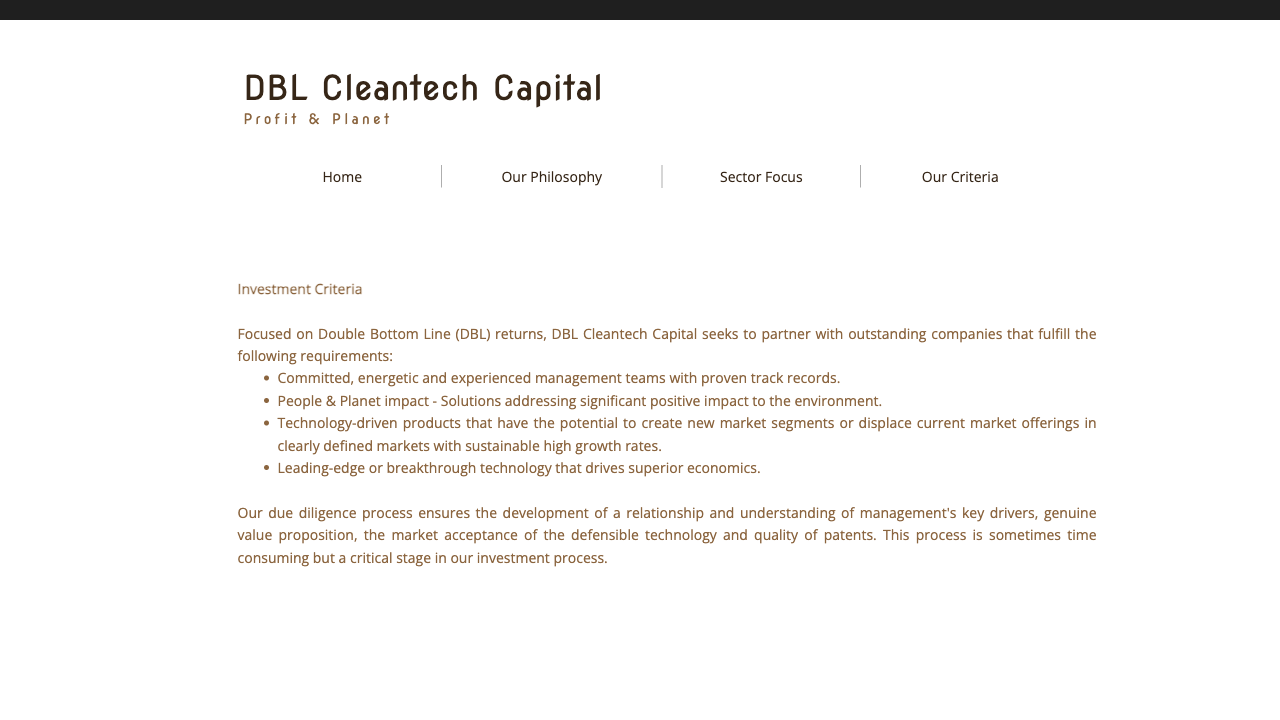 DBL Cleantech Capital
Profit & Planet
Home
Our Philosophy
Sector Focus
Our Criteria
Investment Criteria
Focused on Double Bottom Line (DBL) returns, DBL Cleantech Capital seeks to partner with outstanding companies that fulfill the
following requirements:
• Committed, energetic and experienced management teams with proven track records.
• People & Planet impact - Solutions addressing significant positive impact to the environment.
• Technology-driven products that have the potential to create new market segments or displace current market offerings in
clearly defined markets with sustainable high growth rates.
• Leading-edge or breakthrough technology that drives superior economics.
Our due diligence process ensures the development of a relationship and understanding of management's key drivers, genuine
value proposition, the market acceptance of the defensible technology and quality of patents. This process is sometimes time
consuming but a critical stage in our investment process.